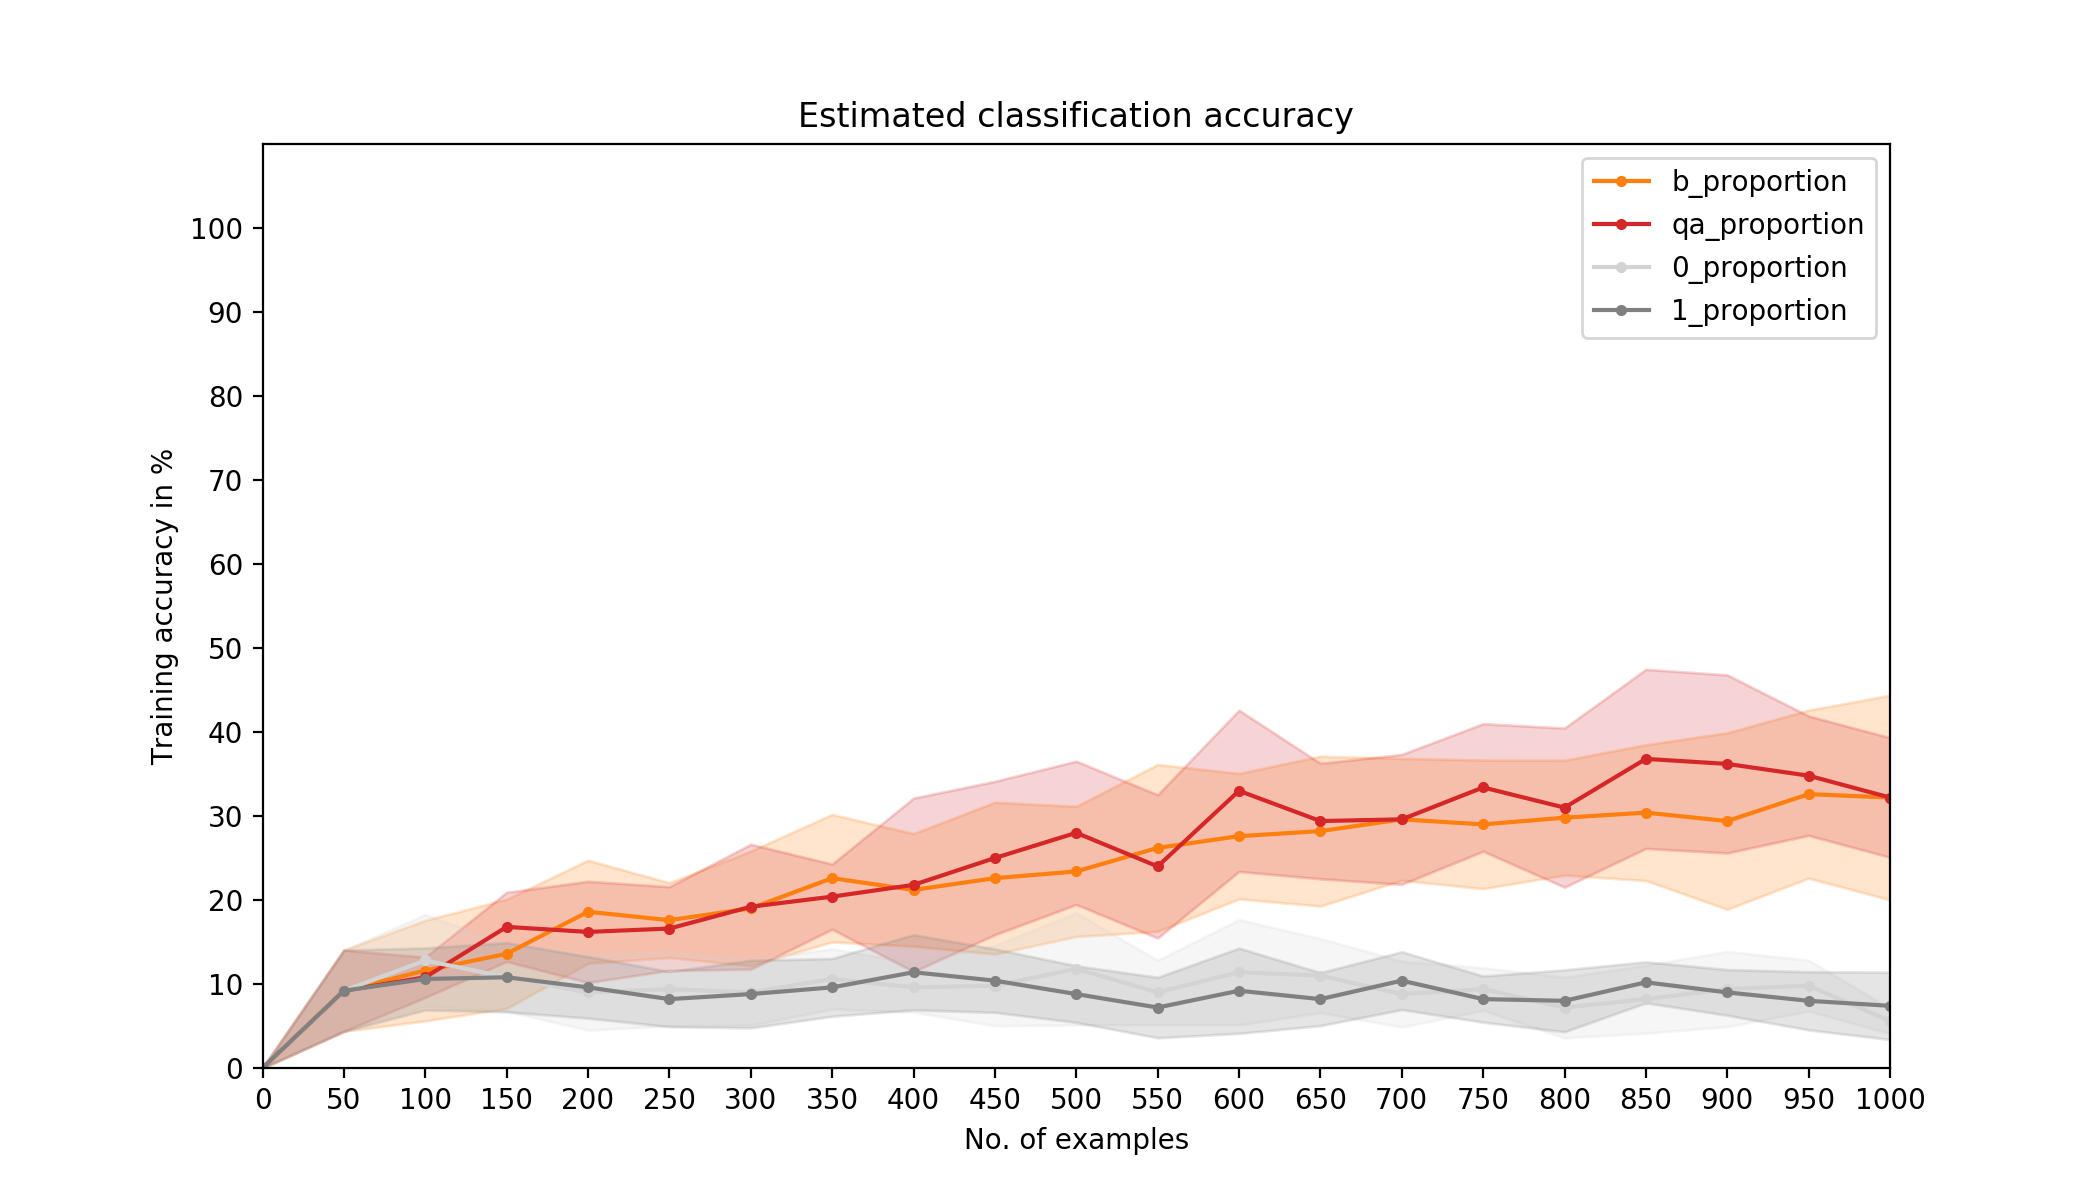 Estimated classification accuracy
b_proportion
qa_proportion
0_proportion
1_proportion
100
90
80
70
60
50
40
30
20
10
0
Training accuracy in %
0 50 100 150 200 250 300 350 400 450 500 550 600 650 700 750 800 850 900 950 1000
No. of examples